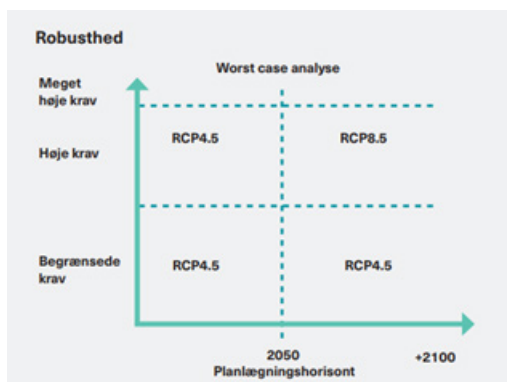 Robusthed
Worst case analyse
Meget
høje krav
RCP4.5
RCP8.5
Høje krav
Begrænsede
krav
RCP4.5
RCP4.5
2050
+2100
Planlægningshorisont